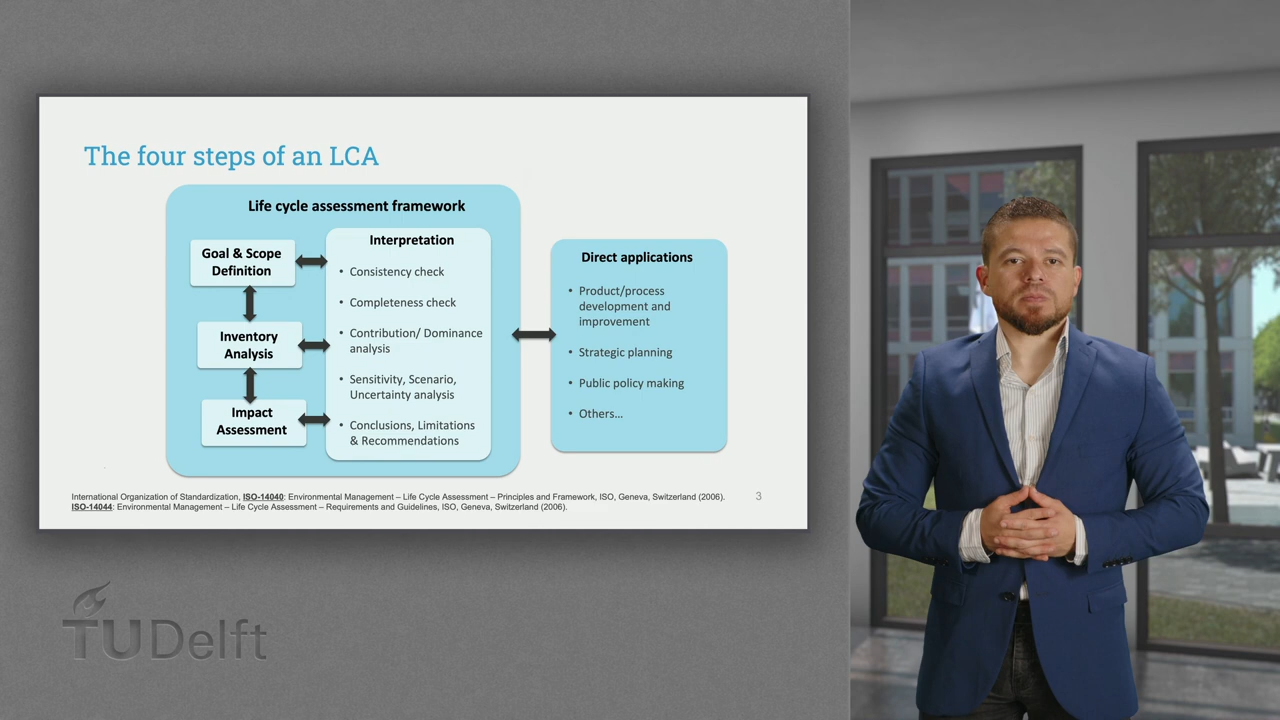 The four steps of an LCA
Life cycle assessment framework
Goal & Scope
Definition
Inventory
Analysis
Impact
Assessment
Interpretation
• Consistency check
• Completeness check
• Contribution/ Dominance
analysis
• Sensitivity, Scenario,
Uncertainty analysis
• Conclusions, Limitations
& Recommendations
Direct applications
• Product/process
development and
improvement
• Strategic planning
• Public policy making
• Others...
International Organization of Standardization, ISO-14040: Environmental Management – Life Cycle Assessment – Principles and Framework, ISO, Geneva, Switzerland (2006).
ISO-14044: Environmental Management – Life Cycle Assessment – Requirements and Guidelines, ISO, Geneva, Switzerland (2006).
3
TUDelft